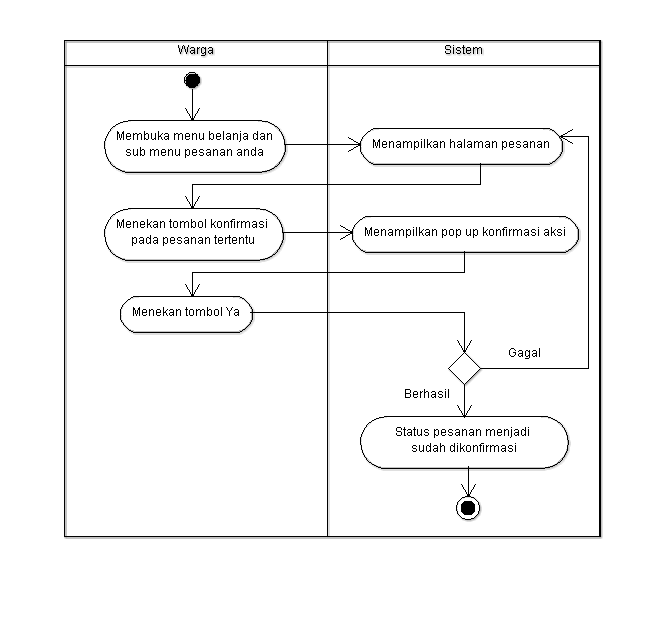 Warga
Sistem
Membuka menu belanja dan
sub menu pesanan anda
Menampilkan halaman pesanan
Menekan tombol konfirmasi
pada pesanan tertentu
Menampilkan pop up konfirmasi aksi
Menekan tombol Ya
Gagal
Berhasil
Status pesanan menjadi
sudah dikonfirmasi